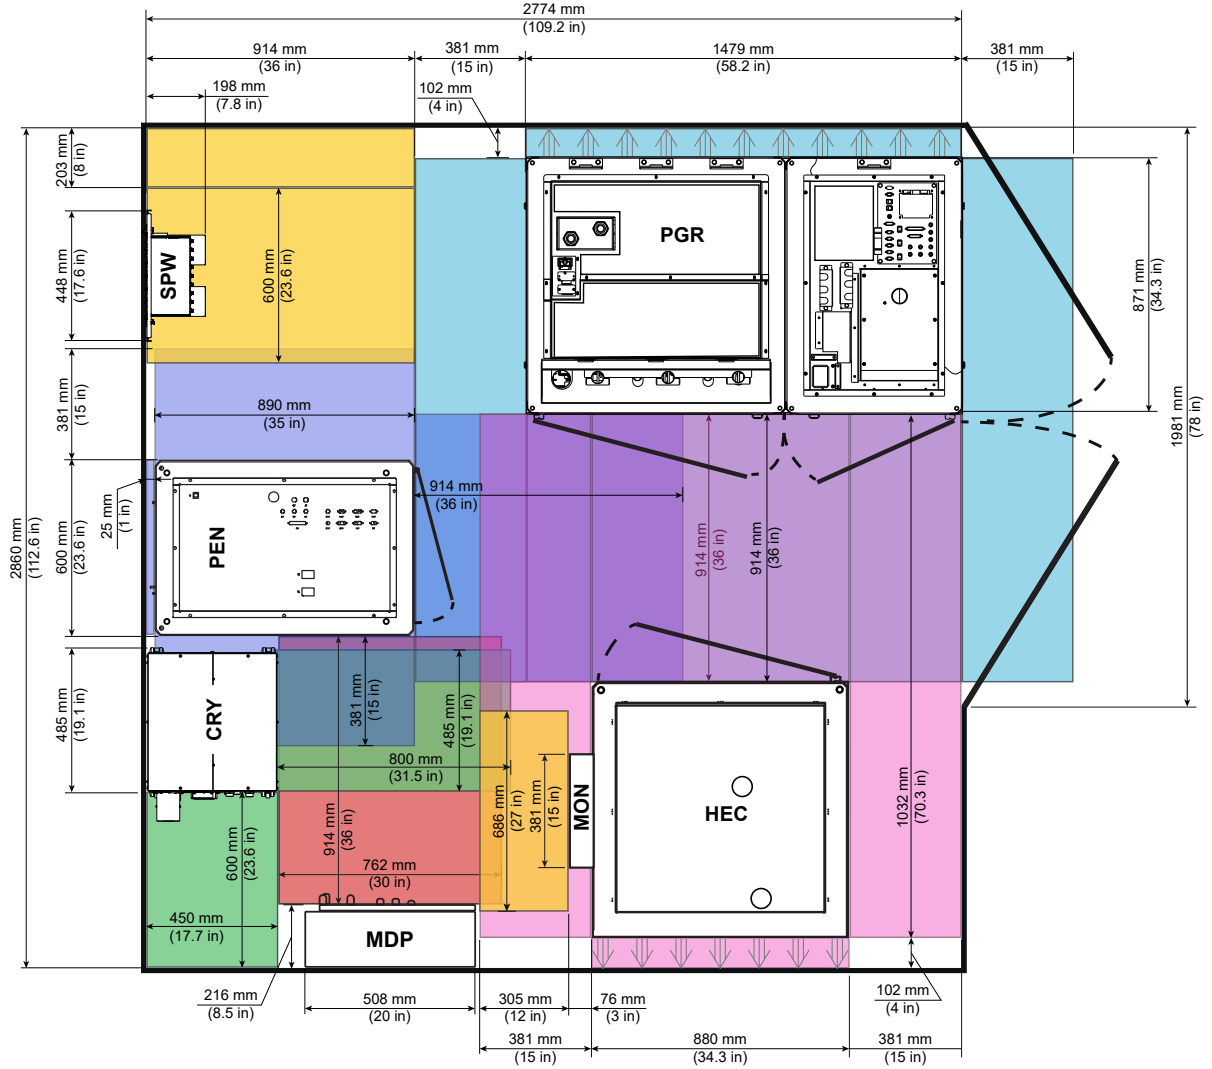 2774 mm
(109.2 in)
914 mm
(36 in)
381 mm
(15 in)
1479 mm
(58.2 in)
381 mm
(15 in)
198 mm
(7.8 in)
102 mm
(4 in)
203 mm
(8 in)
448 mm
(17.6 in)
SPW
600 mm
(23.6 in)
PGR
871 mm
(34.3 in)
1981 mm
(78 in)
381 mm
(15 in)
890 mm
(35 in)
2860 mm
(112.6 in)
25 mm
(1 in)
600 mm
(23.6 in)
PEN
914 mm
(36 in)
914 mm
(36 in)
914 mm
(36 in)
485 mm
(19.1 in)
CRY
381 mm
(15 in)
485 mm
(19.1 in)
800 mm
(31.5 in)
914 mm
(36 in)
686 mm
(27 in)
381 mm
(15 in)
MON
HEC
1032 mm
(70.3 in)
600 mm
(23.6 in)
762 mm
(30 in)
450 mm
(17.7 in)
MDP
216 mm
(8.5 in)
508 mm
(20 in)
305 mm
(12 in)
76 mm
(3 in)
102 mm
(4 in)
381 mm
(15 in)
880 mm
(34.3 in)
381 mm
(15 in)